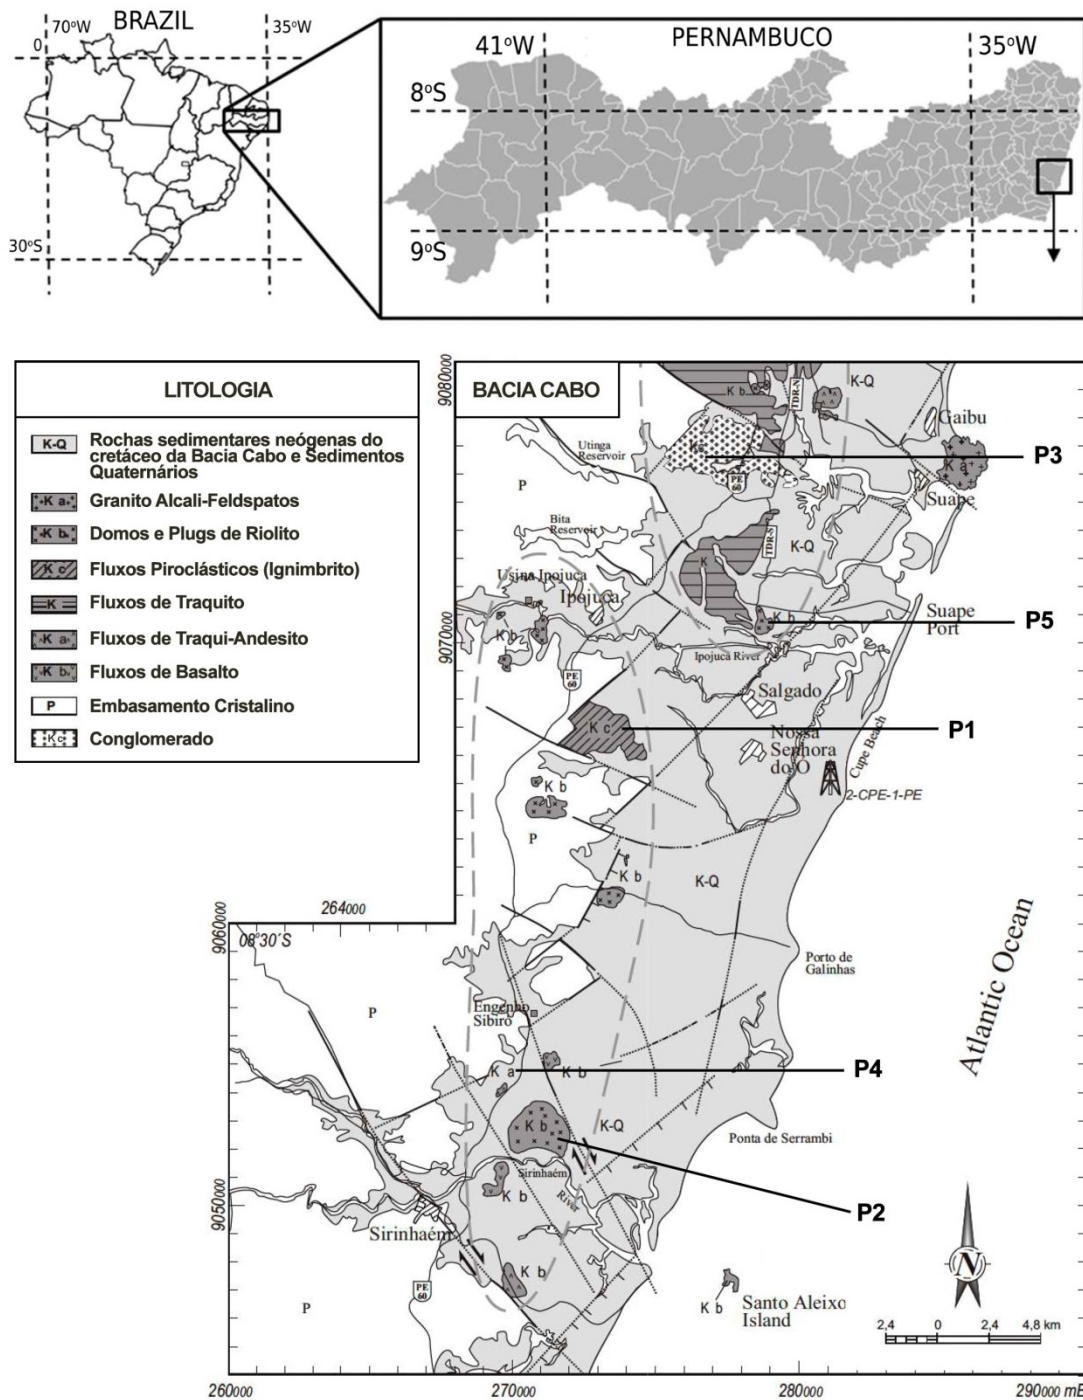 BRAZIL
70°W
35°W
0
30°S
PERNAMBUCO
41°W
35°W
8°S
9°S
LITOLOGIA
K-Q
Rochas sedimentares neógenas do
cretáceo da Bacia Cabo e Sedimentos
Quaternários
K a
Granito Alcali-Feldspatos
K b
Domos e Plugs de Riolito
K c
Fluxos Piroclásticos (Ignimbrito)
K
Fluxos de Traquito
K a
Fluxos de Traqui-Andesito
K b
Fluxos de Basalto
P
Embasamento Cristalino
Kc
Conglomerado
BACIA CABO
9080000
K b
TDR-N
K-Q
Gaibu
Utinga
Reservoir
Kc
K a
P3
P
PE
60
Suape
Bita
Reservoir
K-Q
TDR-S
K
Usina Ipojuca
Ipojuca
Suape
Port
K b
K b
P5
9070000
Ipojuca River
PE
60
Salgado
K c
P1
Nossa
Senhora
do O
Cupe Beach
K b
2-CPE-1-PE
P
K b
K-Q
264000
9060000
08°30´S
Porto de
Galinhas
Atlantic Ocean
Engenho
Sibiró
P
K a
K b
P4
K b
K-Q
Ponta de Serrambi
Sirinhaém
River
K b
P2
9050000
Sirinhaém
K b
PE
60
P
K b
Santo Aleixo
Island
N
2,4
0
2,4
4,8 km
260000
270000
280000
290000 mE